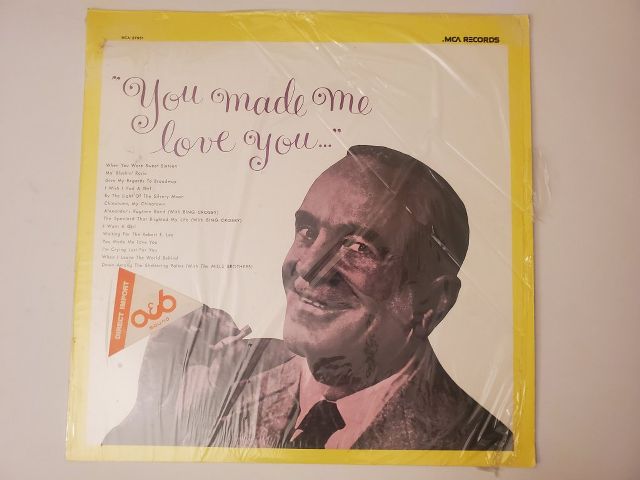 .MCA RECORDS
"You made me
love you..."
When You Were Sweet Sixteen
Ma' Blushin' Rosie
Give My Regards To Broadway
I Wish I Had A Girl
By The Light Of The Silvery Moon
Chinatown, My Chinatown
Alexander's Ragtime Band (With BING CROSBY)
The Spaniard That Blighted My Life (With BING CROSBY)
I Want A Girl
Waiting For The Robert E. Lee
You Made Me Love You
I'm Crying Just For You
When I Leave The World Behind
Down Among The Sheltering Palms (With The MILLS BROTHERS)
DIRECT IMPORT
a&b
SOUND